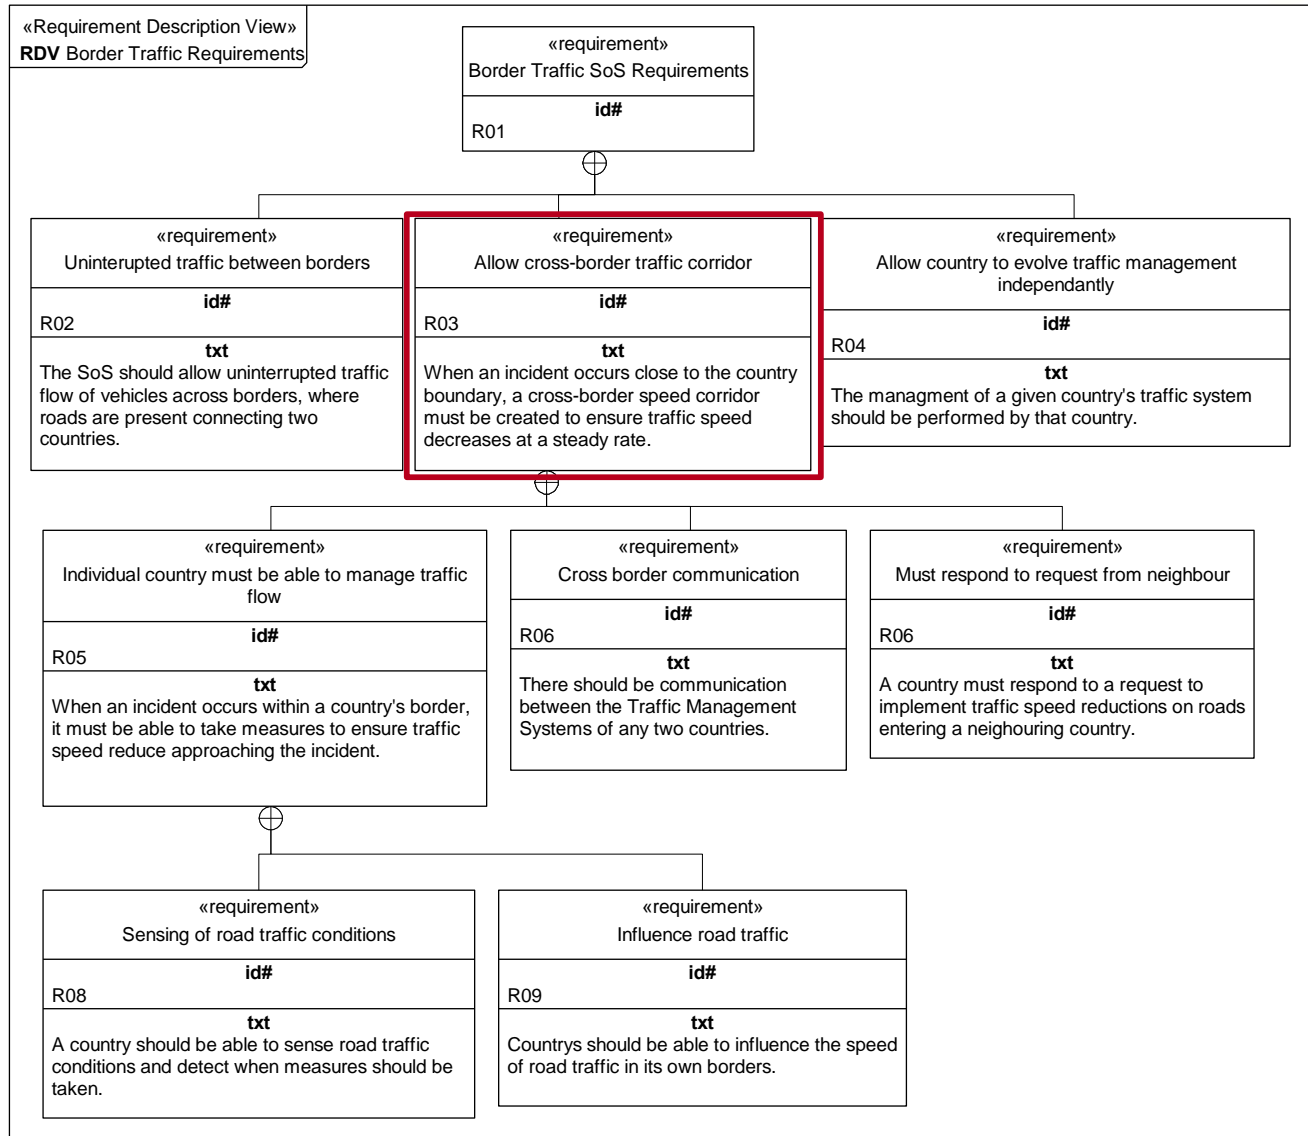 «Requirement Description View»
RDV Border Traffic Requirements
«requirement»
Border Traffic SoS Requirements
id#
R01
«requirement»
Uninterupted traffic between borders
id#
R02
txt
The SoS should allow uninterrupted traffic
flow of vehicles across borders, where
roads are present connecting two
countries.
«requirement»
Allow cross-border traffic corridor
id#
R03
txt
When an incident occurs close to the country
boundary, a cross-border speed corridor
must be created to ensure traffic speed
decreases at a steady rate.
«requirement»
Allow country to evolve traffic management
independantly
id#
R04
txt
The managment of a given country's traffic system
should be performed by that country.
«requirement»
Individual country must be able to manage traffic
flow
id#
R05
txt
When an incident occurs within a country's border,
it must be able to take measures to ensure traffic
speed reduce approaching the incident.
«requirement»
Cross border communication
id#
R06
txt
There should be communication
between the Traffic Management
Systems of any two countries.
«requirement»
Must respond to request from neighbour
id#
R06
txt
A country must respond to a request to
implement traffic speed reductions on roads
entering a neighouring country.
«requirement»
Sensing of road traffic conditions
id#
R08
txt
A country should be able to sense road traffic
conditions and detect when measures should be
taken.
«requirement»
Influence road traffic
id#
R09
txt
Countrys should be able to influence the speed
of road traffic in its own borders.